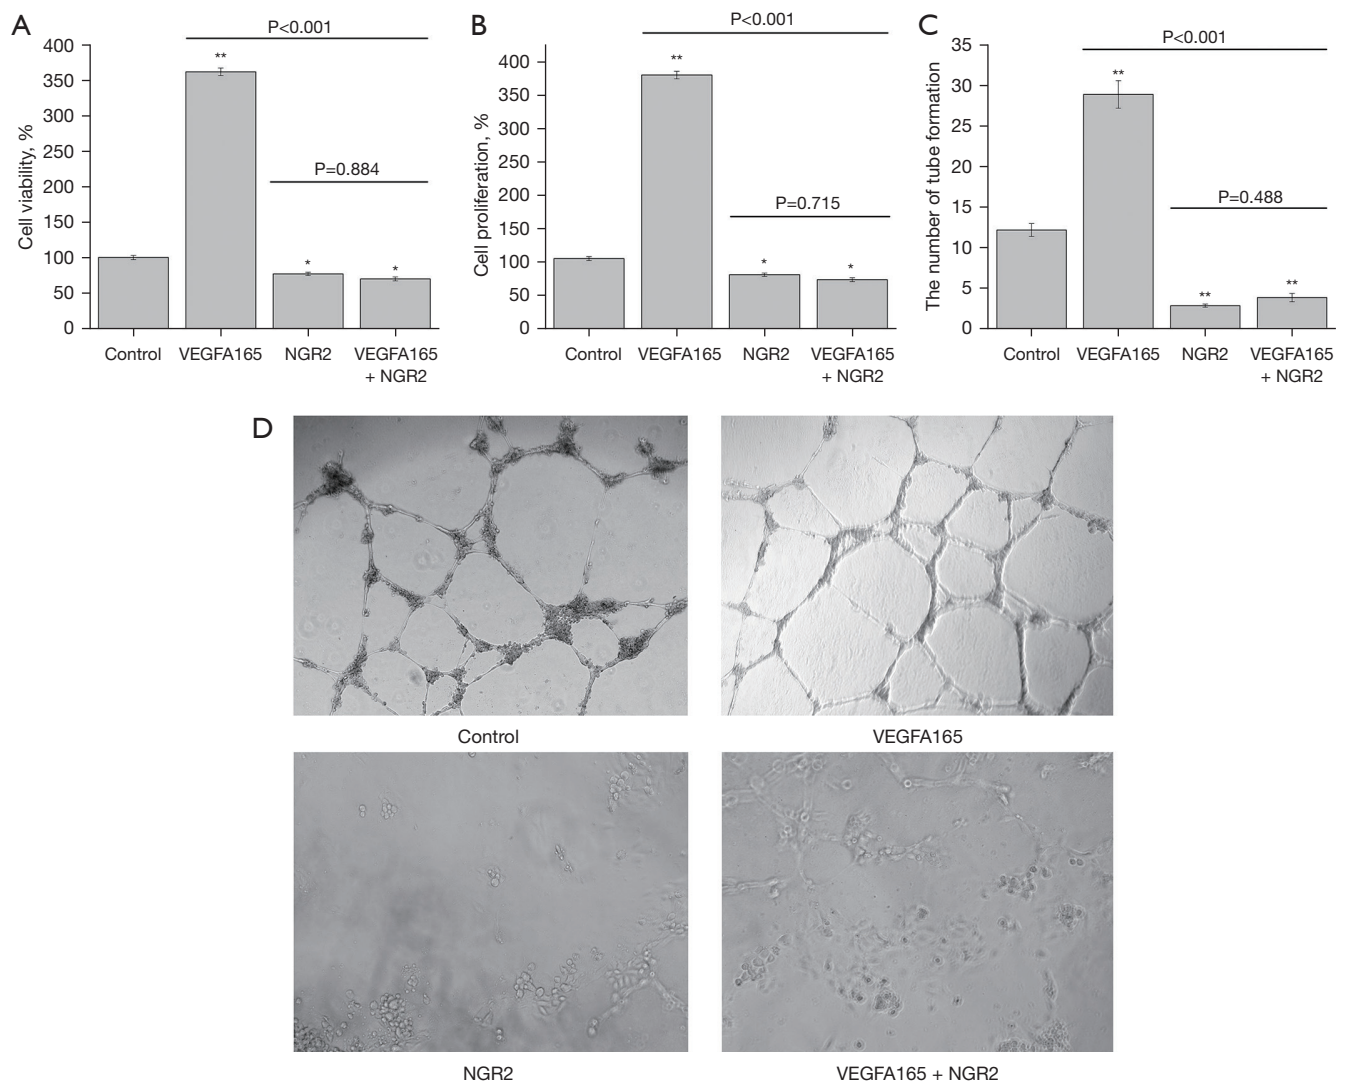 A
P<0.001
Cell viability, %
400
350
300
250
200
150
100
50
0
**
P=0.884
*
*
Control
VEGFA165
NGR2
VEGFA165
+ NGR2
B
P<0.001
Cell proliferation, %
400
350
300
250
200
150
100
50
0
**
P=0.715
*
*
Control
VEGFA165
NGR2
VEGFA165
+ NGR2
C
P<0.001
The number of tube formation
35
30
25
20
15
10
5
0
**
P=0.488
**
**
Control
VEGFA165
NGR2
VEGFA165
+ NGR2
D
Control
VEGFA165
NGR2
VEGFA165 + NGR2